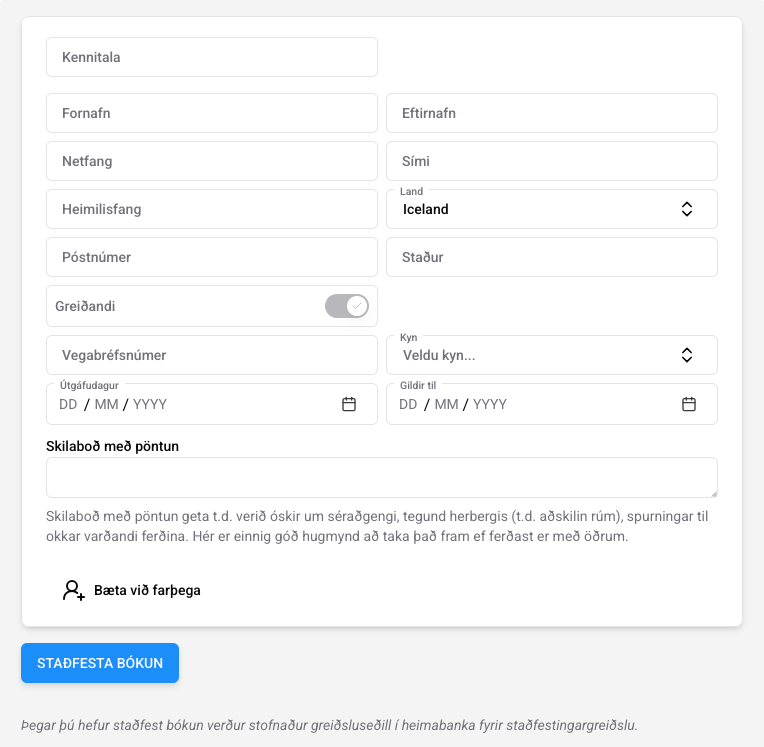 Kennitala
Fornafn
Eftirnafn
Netfang
Sími
Heimilisfang
Land
Iceland
Póstnúmer
Staður
Greiðandi
Vegabréfsnúmer
Kyn
Veldu kyn...
Útgáfudagur
DD / MM / YYYY
Gildir til
DD / MM / YYYY
Skilaboð með pöntun
Skilaboð með pöntun geta t.d. verið óskir um séraðgengi, tegund herbergis (t.d. aðskilin rúm), spurningar til
okkar varðandi ferðina. Hér er einnig góð hugmynd að taka það fram ef ferðast er með öðrum.
Bæta við farþega
STAÐFESTA BÓKUN
Þegar þú hefur staðfest bókun verður stofnaður greiðsluseðill í heimabanka fyrir staðfestingargreiðslu.